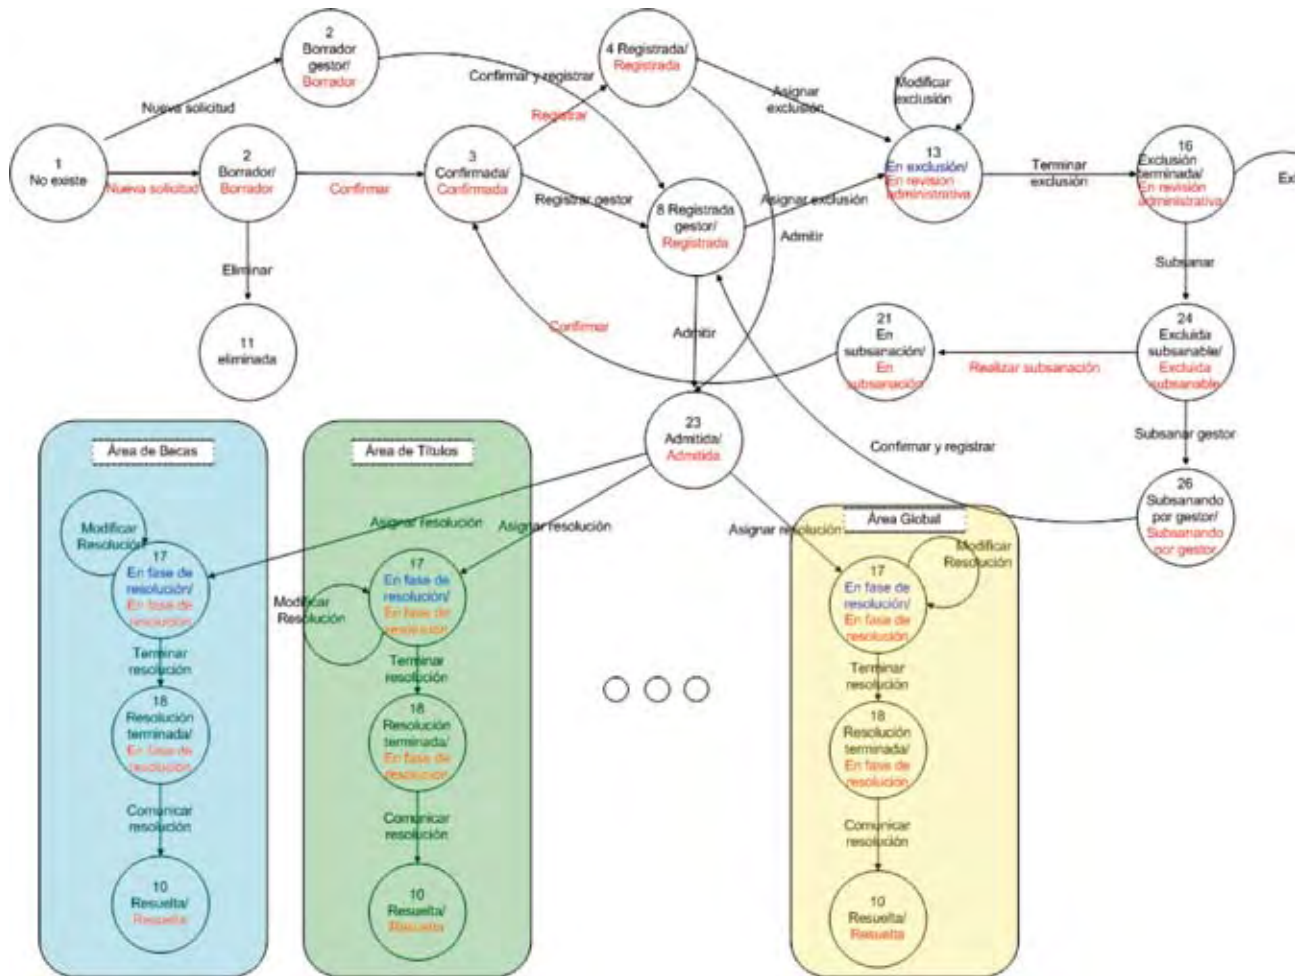 2
Borrador
gestor/
Borrador
4 Registrada/
Registrada
Confirmar y registrar
Asignar
exclusión
Modificar
exclusión
Nueva solicitud
Registrar
1
No existe
Nueva solicitud
2
Borrador/
Borrador
Confirmar
3
Confirmada/
Confirmada
Registrar gestor
8 Registrada
gestor/
Registrada
Asignar exclusión
13
En exclusión/
En revision
administrativa
Terminar
exclusión
16
Exclusión
terminada/
En revisión
administrativa
Admitir
Subsanar
Eliminar
11
eliminada
Confirmar
Admitir
21
En
subsanación/
En
subsanación
Realizar subsanación
24
Excluida
subsanable/
Excluida
subsanable
23
Admitida/
Admitida
Confirmar y registrar
Subsanar gestor
26
Subsanando
por gestor/
Subsanando
por gestor
Área de Becas
Modificar
Resolución
Asignar resolución
17
En fase de
resolución/
En fase de
resolución
Terminar
resolución
18
Resolución
terminada/
En fase de
resolución
Comunicar
resolución
10
Resuelta/
Resuelta
Área de Títulos
Asignar resolución
17
En fase de
resolución/
En fase de
resolución
Modificar
Resolución
Terminar
resolución
18
Resolución
terminada/
En fase de
resolución
Comunicar
resolución
10
Resuelta/
Resuelta
Área Global
Asignar resolución
Modificar
Resolución
17
En fase de
resolución/
En fase de
resolución
Terminar
resolución
18
Resolución
terminada/
En fase de
resolución
Comunicar
resolución
10
Resuelta/
Resuelta